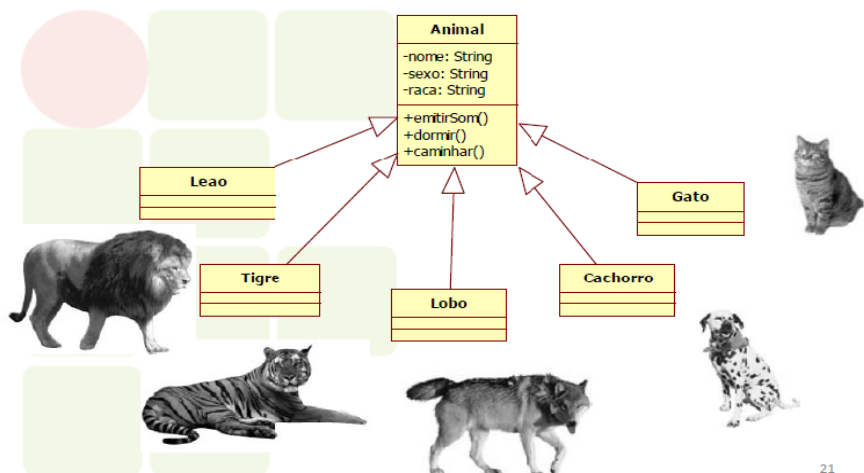 Animal
-nome: String
-sexo: String
-raca: String
+emitirSom()
+dormir()
+caminhar()
Leao
Gato
Tigre
Cachorro
Lobo
21